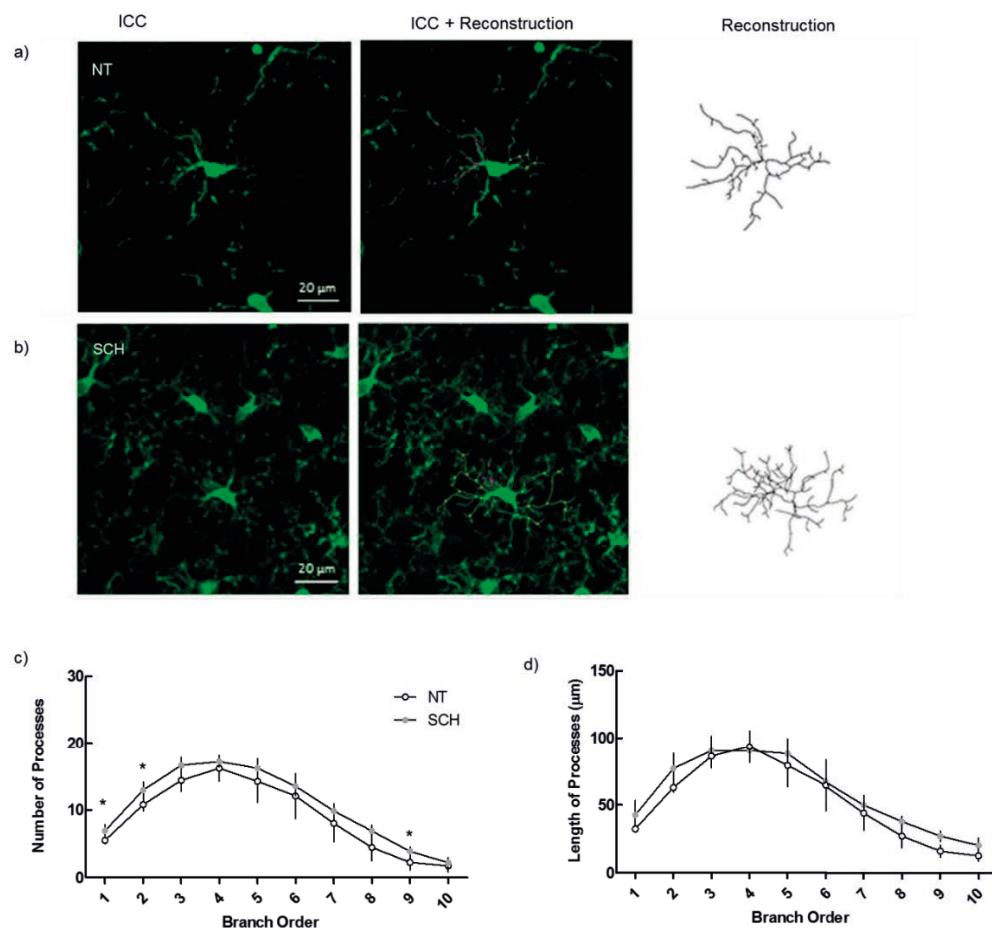 ICC
ICC + Reconstruction
Reconstruction
a)
NT
20 µm
b)
SCH
20 µm
c)
30
20
10
0
Number of Processes
* * *
NT
SCH
1 2 3 4 5 6 7 8 9 10
Branch Order
d)
150
100
50
0
Length of Processes (µm)
1 2 3 4 5 6 7 8 9 10
Branch Order